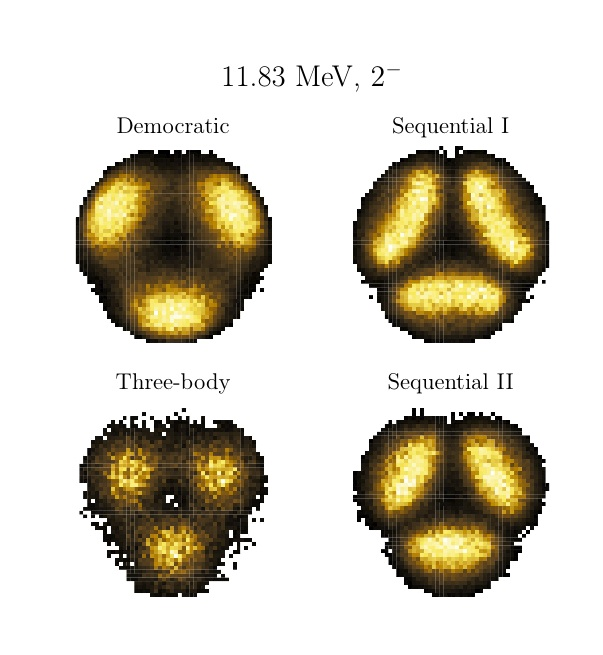 11.83 MeV, 2⁻
Democratic
Sequential I
Three-body
Sequential II